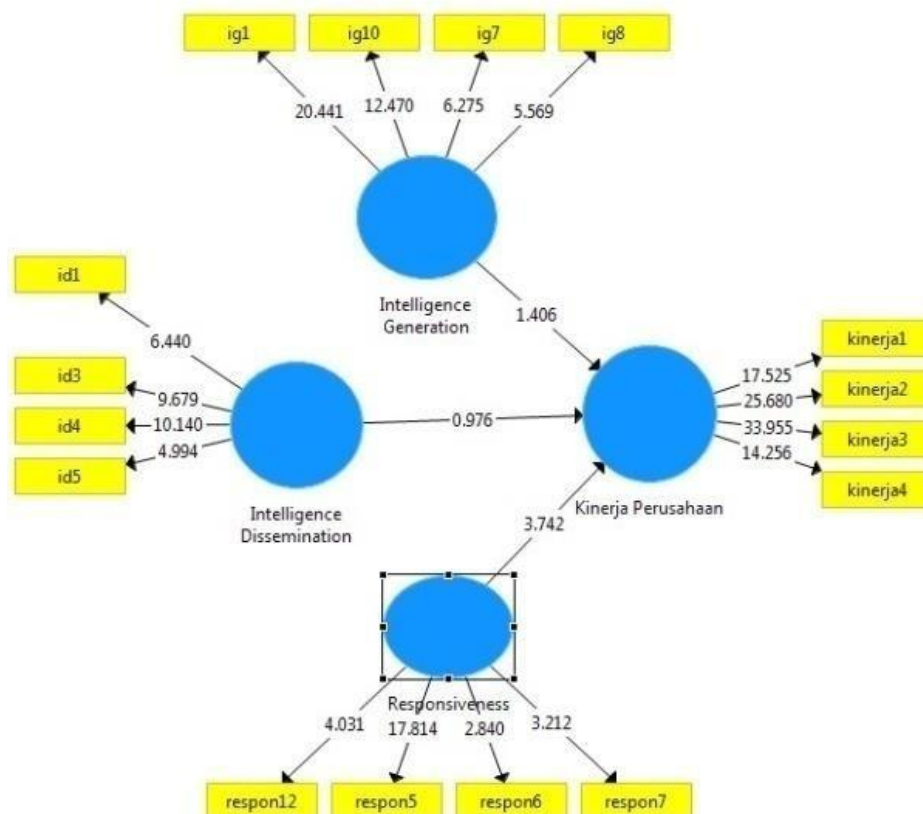 ig1
ig10
ig7
ig8
20.441
12.470
6.275
5.569
Intelligence
Generation
1.406
id1
6.440
id3
9.679
id4
10.140
id5
4.994
Intelligence
Dissemination
0.976
kinerja1
17.525
kinerja2
25.680
kinerja3
33.955
kinerja4
14.256
Kinerja Perusahaan
3.742
Responsiveness
4.031
17.814
2.840
3.212
respon12
respon5
respon6
respon7